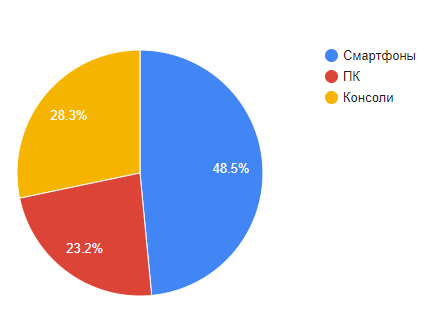 Смартфоны
ПК
Консоли
28.3%
48.5%
23.2%